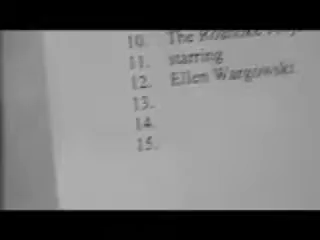 10. The Roanoke
11. starring
12. Ellen Wargowski
13.
14.
15.